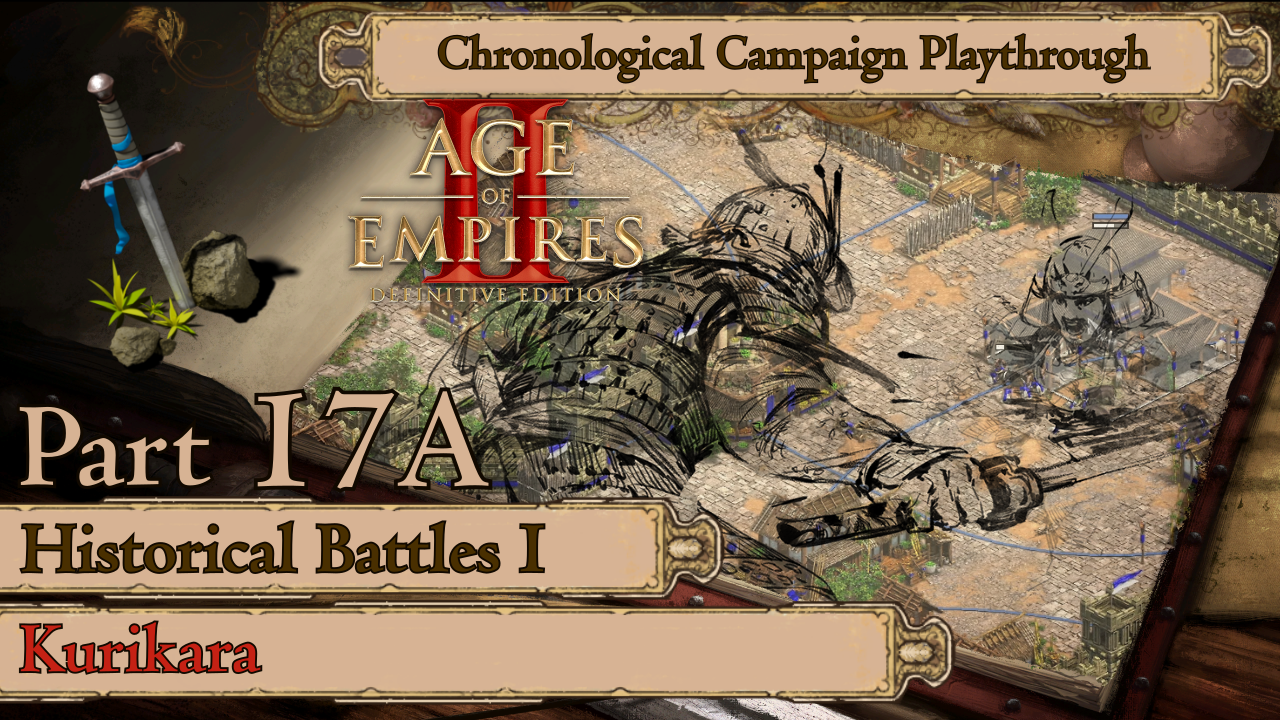 Chronological Campaign Playthrough
II
AGE
OF
EMPIRES
DEFINITIVE EDITION
Part 17A
Historical Battles I
Kurikara